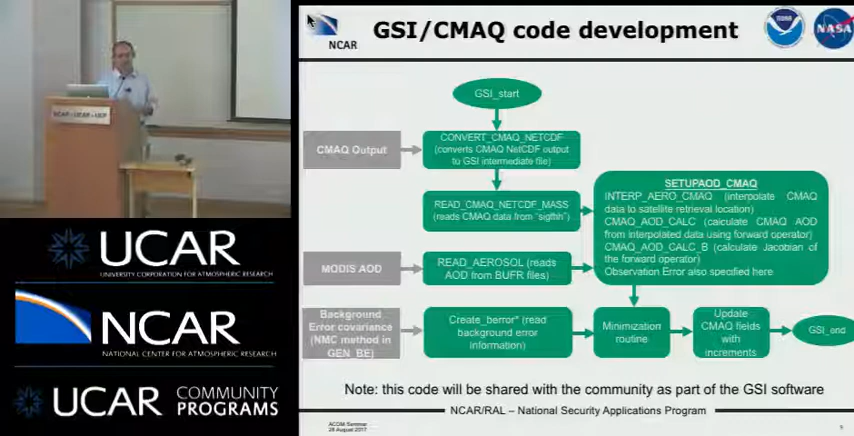 NCAR
GSI/CMAQ code development
NASA
GSI_start
CMAQ Output
CONVERT_CMAQ_NETCDF
(converts CMAQ NetCDF output
to GSI intermediate file)
READ_CMAQ_NETCDF_MASS
(reads CMAQ data from "sigfhh")
SETUPAOD_CMAQ
INTERP_AERO_CMAQ (interpolate CMAQ
data to satellite retrieval location)
CMAQ_AOD_CALC (calculate CMAQ AOD
from interpolated data using forward operator)
CMAQ_AOD_CALC_B (calculate Jacobian of
the forward operator)
Observation Error also specified here
MODIS AOD
READ_AEROSOL (reads
AOD from BUFR files)
Background
Error covariance
(NMC method in
GEN_BE)
Create_berror* (read
background error
information)
Minimization
routine
Update
CMAQ fields
with
increments
GSI_end
Note: this code will be shared with the community as part of the GSI software
NCAR/RAL – National Security Applications Program
ACOM Seminar
28 August 2017
NCAR • UCAR • UCP
UCAR
UNIVERSITY CORPORATION FOR ATMOSPHERIC RESEARCH
NCAR
NATIONAL CENTER FOR ATMOSPHERIC RESEARCH
UCAR
COMMUNITY
PROGRAMS